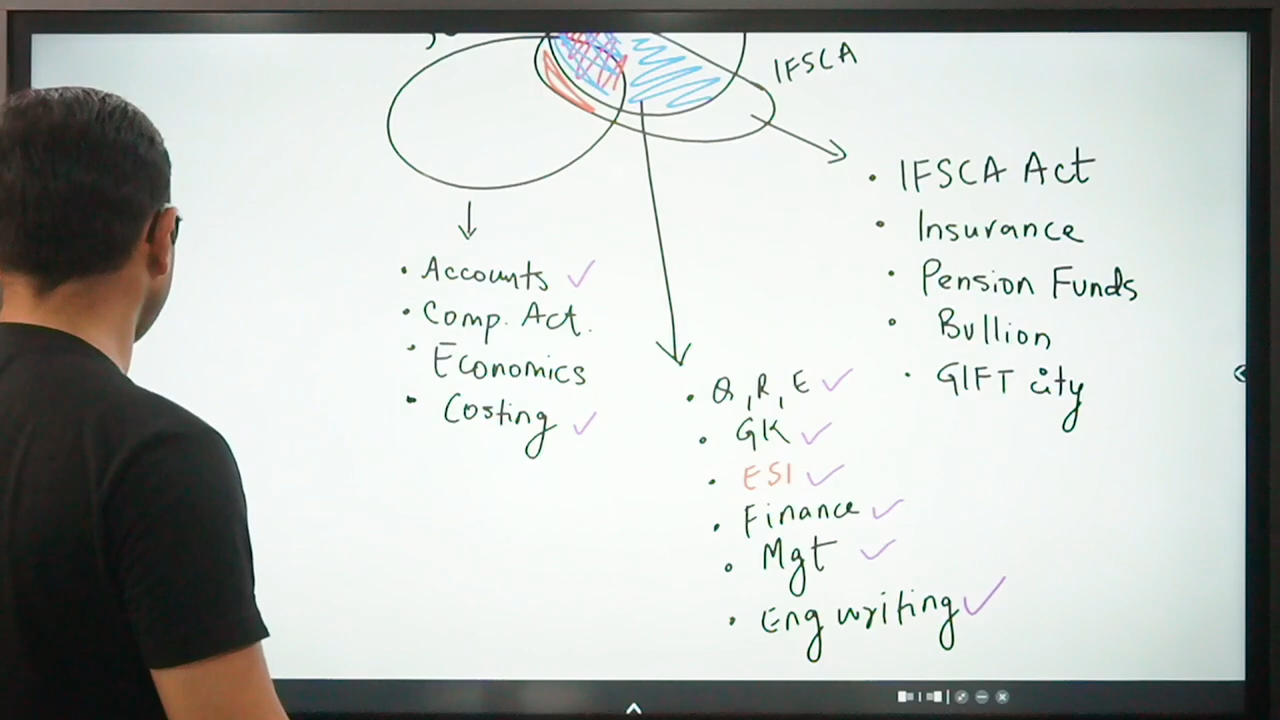 IFSCA
• IFSCA Act
• Insurance
• Pension Funds
• Bullion
• GIFT city
• Accounts ✓
• Comp. Act.
• Economics
• Costing ✓
• Q, R, E ✓
• GK ✓
• ESI ✓
• Finance ✓
• Mgt ✓
• Eng writing ✓